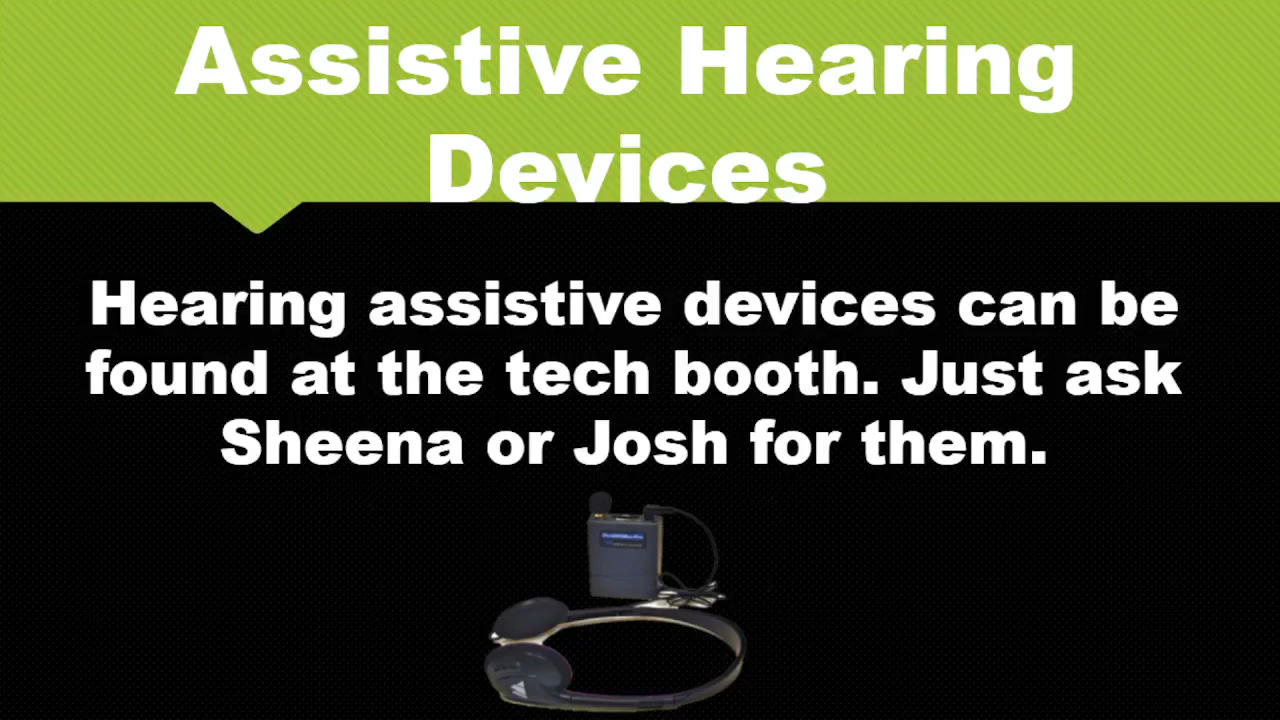 Assistive Hearing
Devices
Hearing assistive devices can be
found at the tech booth. Just ask
Sheena or Josh for them.